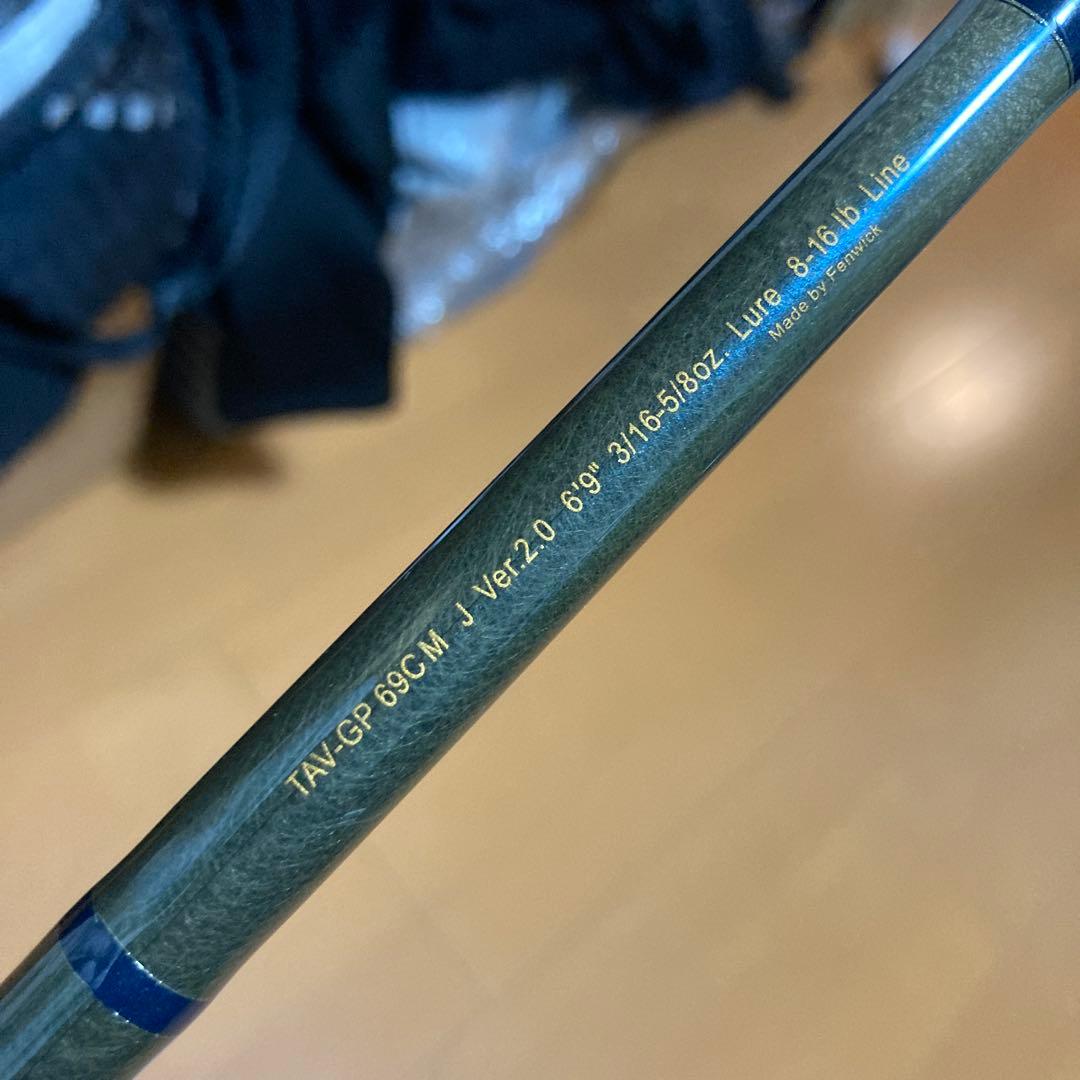 TAV-GP 69CM J Ver.2.0 6'9" 3/16-5/8oz. Lure 8-16 lb. Line
Made by Fenwick